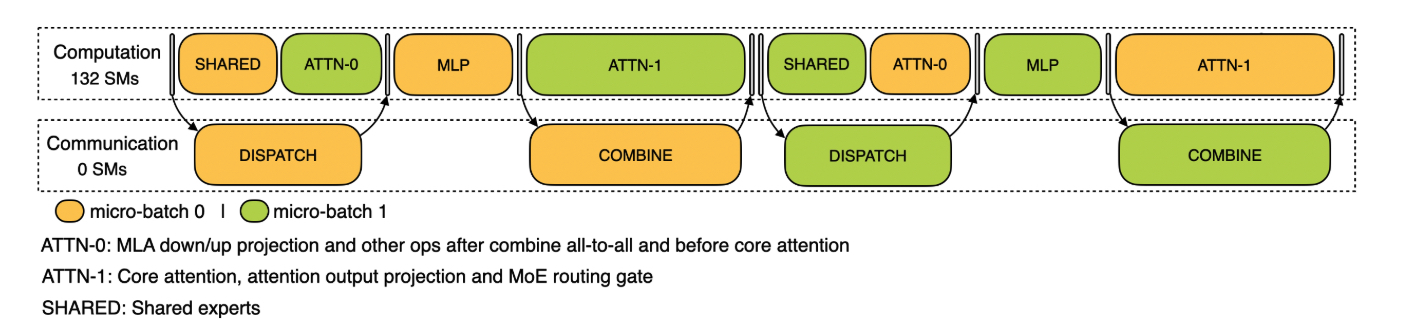 Computation
132 SMs
SHARED ATTN-0 MLP ATTN-1 SHARED ATTN-0 MLP ATTN-1
Communication
0 SMs
DISPATCH COMBINE DISPATCH COMBINE
micro-batch 0 | micro-batch 1
ATTN-0: MLA down/up projection and other ops after combine all-to-all and before core attention
ATTN-1: Core attention, attention output projection and MoE routing gate
SHARED: Shared experts